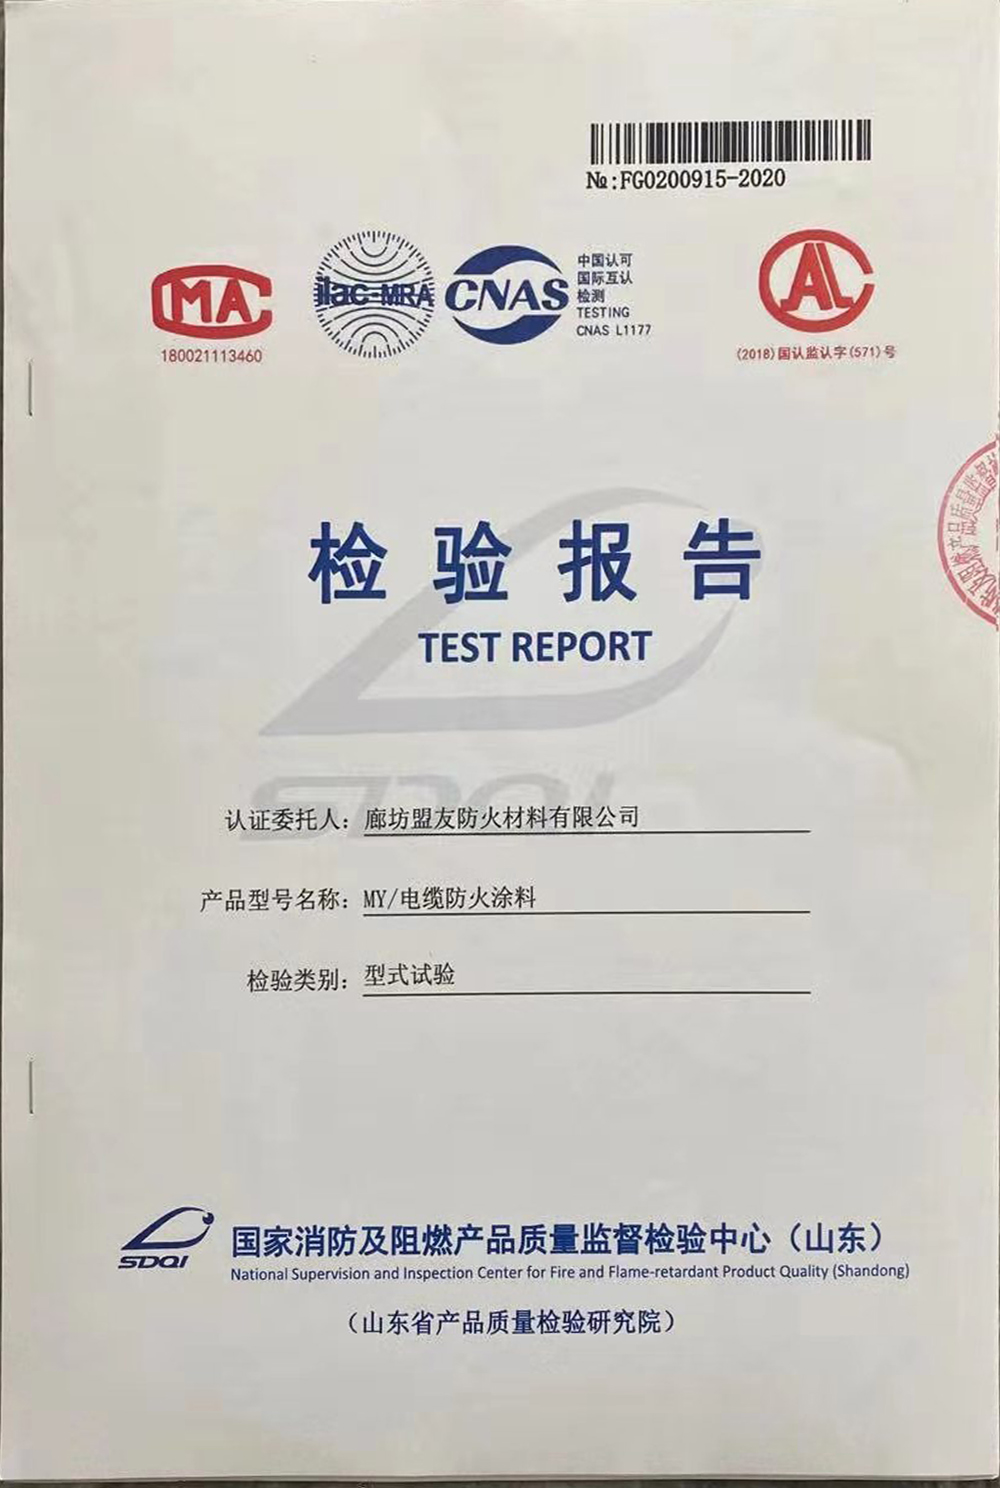 №:FG0200915-2020
MA
180021113460
ilac-MRA
CNAS
中国认可
国际互认
检测
TESTING
CNAS L1177
CAL
(2018)国认监认字(571)号
检验报告
TEST REPORT
SDQI
认证委托人: 廊坊盟友防火材料有限公司
产品型号名称: MY/电缆防火涂料
检验类别: 型式试验
SDQI
国家消防及阻燃产品质量监督检验中心（山东）
National Supervision and Inspection Center for Fire and Flame-retardant Product Quality (Shandong)
（山东省产品质量检验研究院）